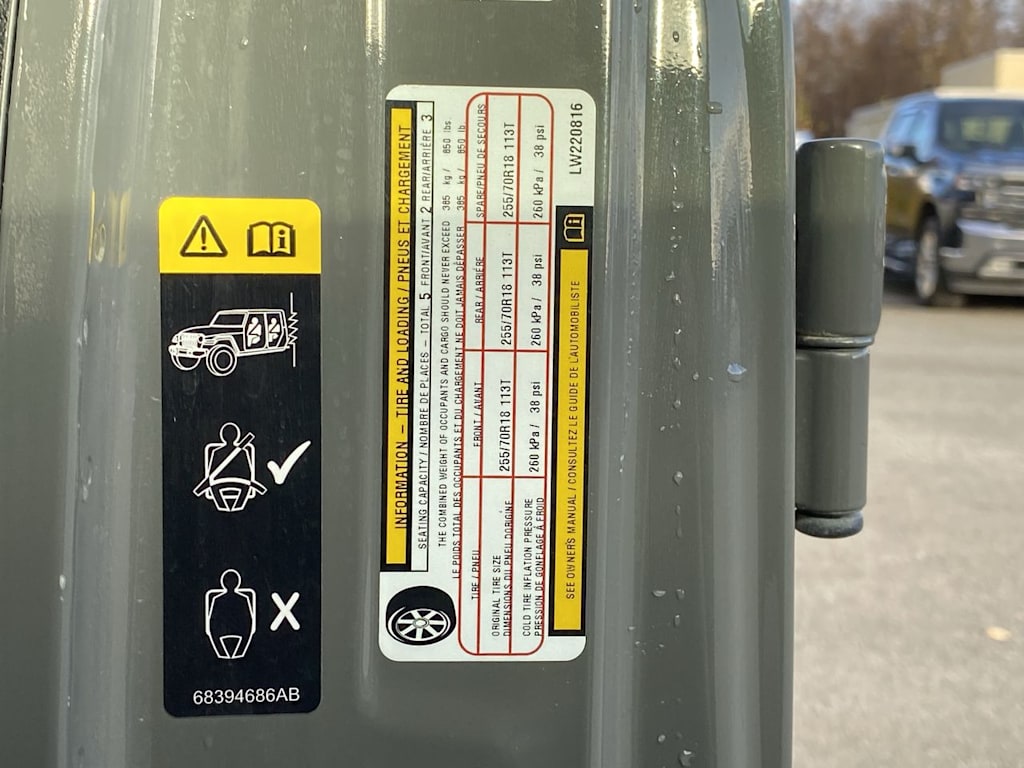 68394686AB
INFORMATION – TIRE AND LOADING / PNEUS ET CHARGEMENT
SEATING CAPACITY / NOMBRE DE PLACES – TOTAL 5 FRONT/AVANT 2 REAR/ARRIÈRE 3
THE COMBINED WEIGHT OF OCCUPANTS AND CARGO SHOULD NEVER EXCEED 385 kg / 850 lbs.
LE POIDS TOTAL DES OCCUPANTS ET DU CHARGEMENT NE DOIT JAMAIS DÉPASSER 385 kg / 850 lb.
TIRE / PNEU FRONT / AVANT REAR / ARRIÈRE SPARE/PNEU DE SECOURS
ORIGINAL TIRE SIZE
DIMENSIONS DU PNEU D'ORIGINE
255/70R18 113T 255/70R18 113T 255/70R18 113T
COLD TIRE INFLATION PRESSURE
PRESSION DE GONFLAGE À FROID
260 kPa / 38 psi 260 kPa / 38 psi 260 kPa / 38 psi
SEE OWNERS MANUAL / CONSULTEZ LE GUIDE DE L'AUTOMOBILISTE
LW220816